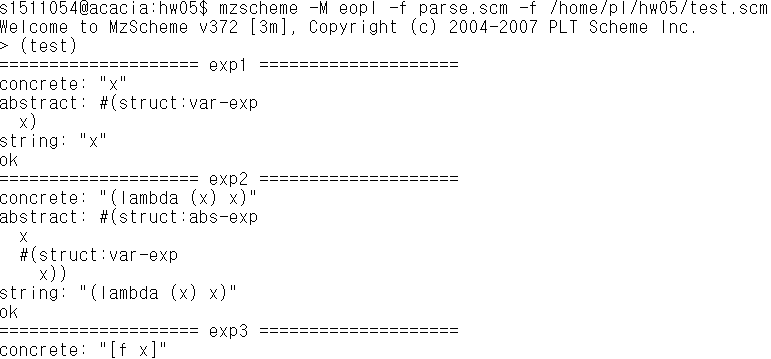 s1511054@acacia:hw05$ mzscheme -M eopl -f parse.scm -f /home/pl/hw05/test.scm
Welcome to MzScheme v372 [3m], Copyright (c) 2004-2007 PLT Scheme Inc.
> (test)
==================== exp1 ====================
concrete: "x"
abstract: #(struct:var-exp
  x)
string: "x"
ok
==================== exp2 ====================
concrete: "(lambda (x) x)"
abstract: #(struct:abs-exp
  x
  #(struct:var-exp
    x))
string: "(lambda (x) x)"
ok
==================== exp3 ====================
concrete: "[f x]"